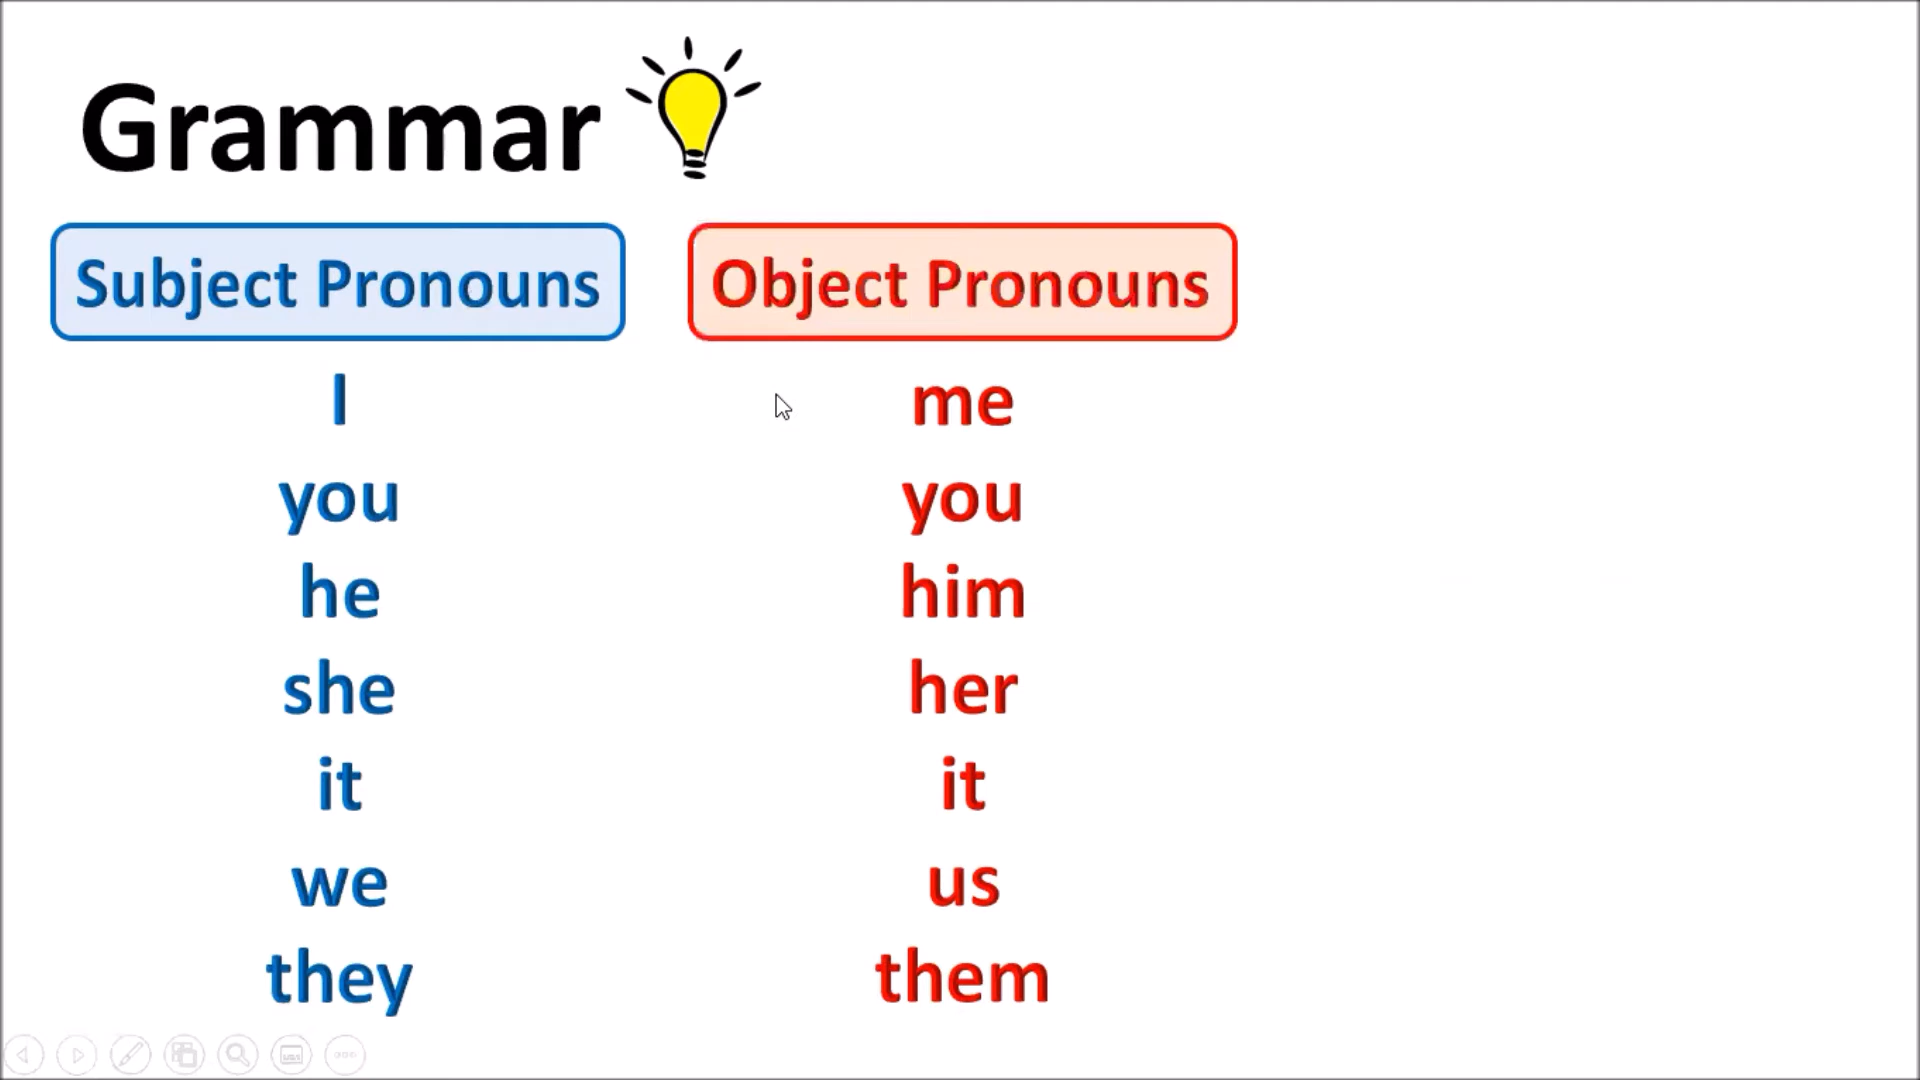 Grammar
Subject Pronouns Object Pronouns
I me
you you
he him
she her
it it
we us
they them